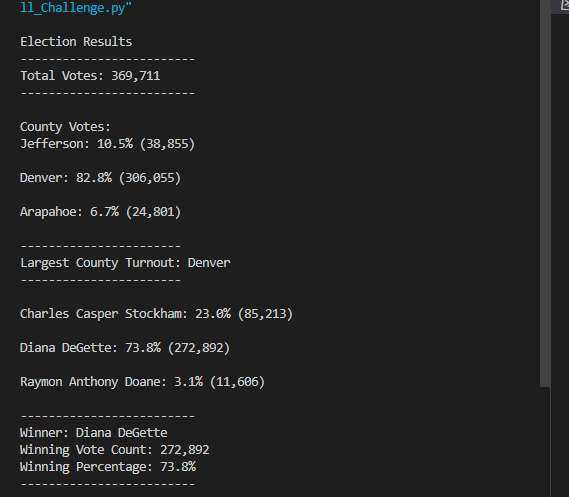 ll_Challenge.py"
Election Results
-------------------------
Total Votes: 369,711
-------------------------
County Votes:
Jefferson: 10.5% (38,855)
Denver: 82.8% (306,055)
Arapahoe: 6.7% (24,801)
-----------------------
Largest County Turnout: Denver
-----------------------
Charles Casper Stockham: 23.0% (85,213)
Diana DeGette: 73.8% (272,892)
Raymon Anthony Doane: 3.1% (11,606)
-------------------------
Winner: Diana DeGette
Winning Vote Count: 272,892
Winning Percentage: 73.8%
-------------------------